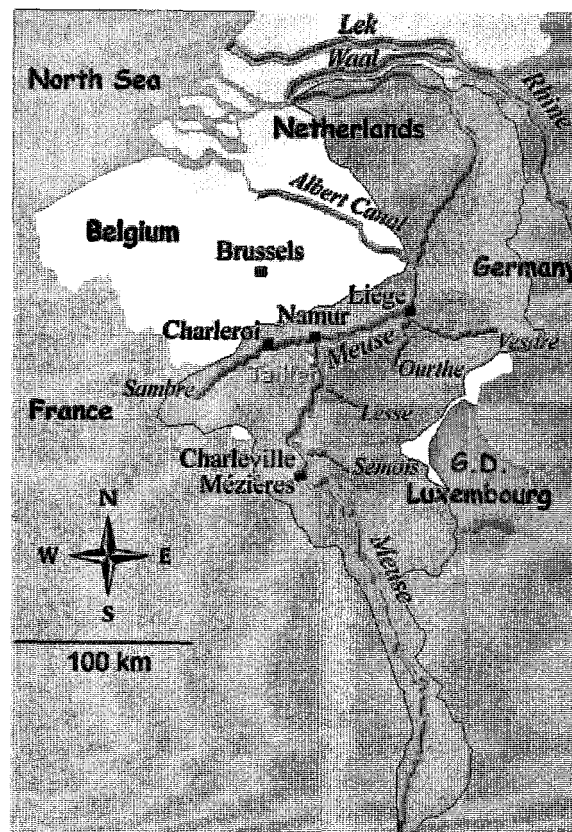 Lek
Waal
North Sea
Rhine
Netherlands
Albert Canal
Belgium
Brussels
Germany
Liège
Namur
Charleroi
Meuse
Vesdre
Ourthe
Tailfer
Sambre
Lesse
France
Semois
Charleville
Mézières
G.D.
Luxembourg
N
W
E
S
Meuse
100 km